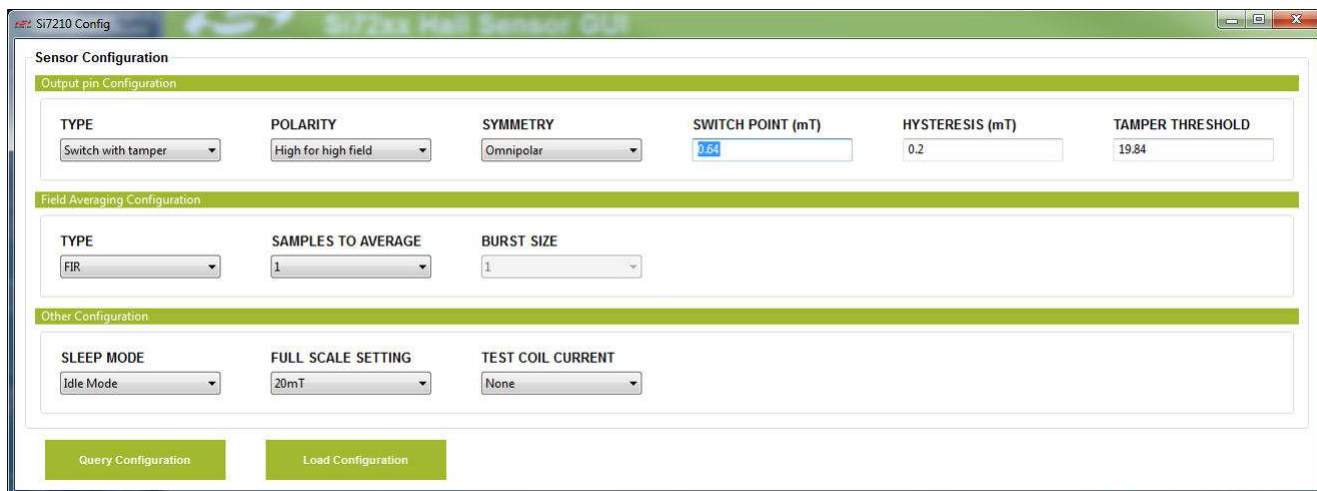 Si7210 Config
Si72xx Hall Sensor GUI
Sensor Configuration
Output pin Configuration
TYPE POLARITY SYMMETRY SWITCH POINT (mT) HYSTERESIS (mT) TAMPER THRESHOLD
Switch with tamper High for high field Omnipolar 0.64 0.2 19.84
Field Averaging Configuration
TYPE SAMPLES TO AVERAGE BURST SIZE
FIR 1 1
Other Configuration
SLEEP MODE FULL SCALE SETTING TEST COIL CURRENT
Idle Mode 20mT None
Query Configuration Load Configuration